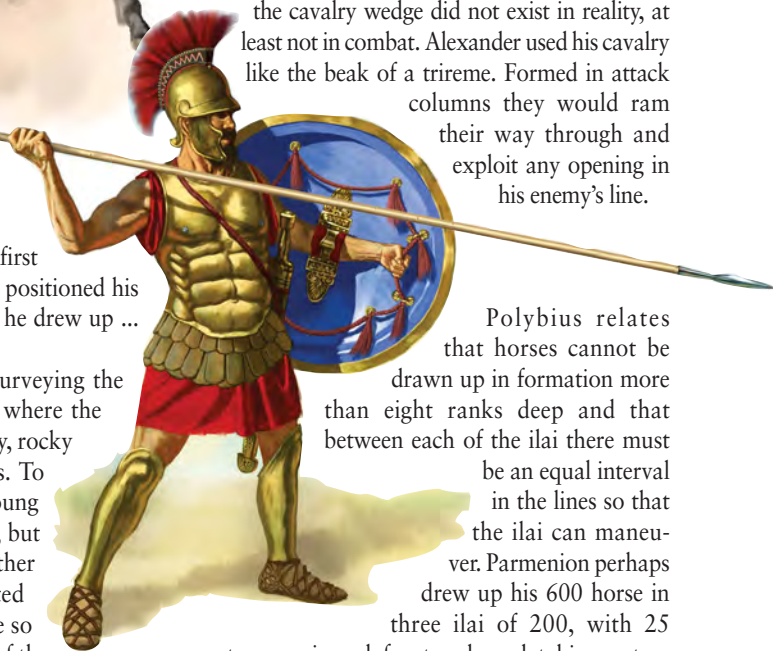 first
positioned his
he drew up ...
urveying the
where the
y, rocky
s. To
oung
, but
ther
ted
e so
the cavalry wedge did not exist in reality, at
least not in combat. Alexander used his cavalry
like the beak of a trireme. Formed in attack
columns they would ram
their way through and
exploit any opening in
his enemy's line.
Polybius relates
that horses cannot be
drawn up in formation more
than eight ranks deep and that
between each of the ilai there must
be an equal interval
in the lines so that
the ilai can maneu-
ver. Parmenion perhaps
drew up his 600 horse in
three ilai of 200, with 25